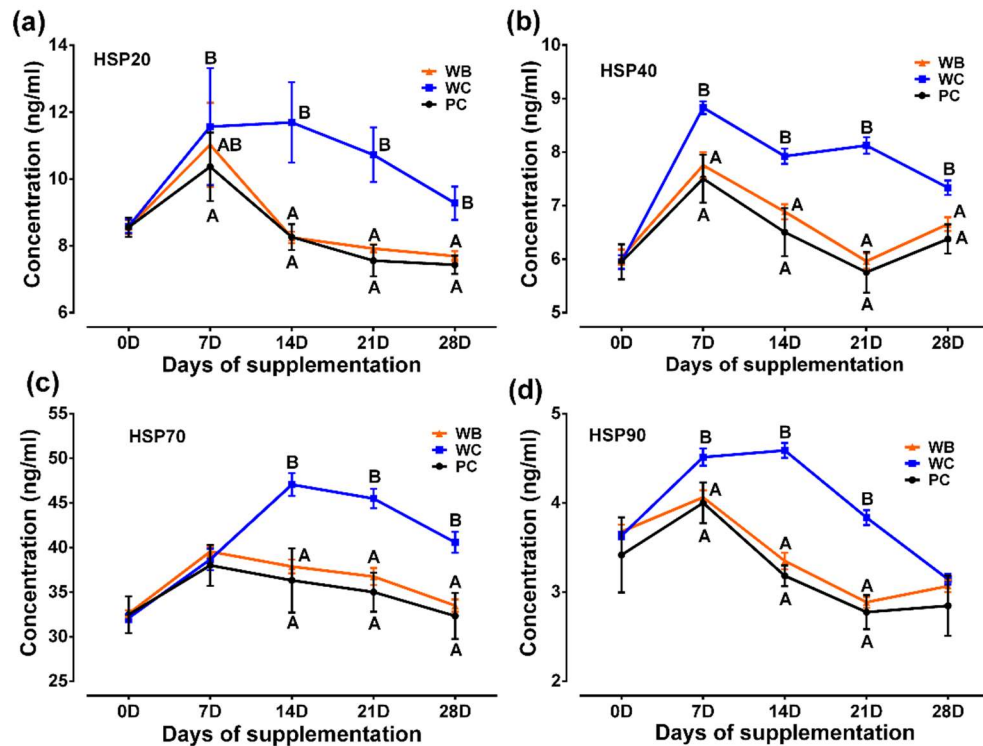 (a)
HSP20
Concentration (ng/ml)
14
12
10
8
6
WB
WC
PC
B
AB
A
B
A
A
B
A
A
B
A
A
0D 7D 14D 21D 28D
Days of supplementation
(b)
HSP40
Concentration (ng/ml)
10
9
8
7
6
5
WB
WC
PC
B
A
A
B
A
A
B
A
A
B
A
A
0D 7D 14D 21D 28D
Days of supplementation
(c)
HSP70
Concentration (ng/ml)
55
50
45
40
35
30
25
WB
WC
PC
B
A
A
B
A
A
B
A
A
0D 7D 14D 21D 28D
Days of supplementation
(d)
HSP90
Concentration (ng/ml)
5
4
3
2
WB
WC
PC
B
A
A
B
A
A
B
A
A
0D 7D 14D 21D 28D
Days of supplementation